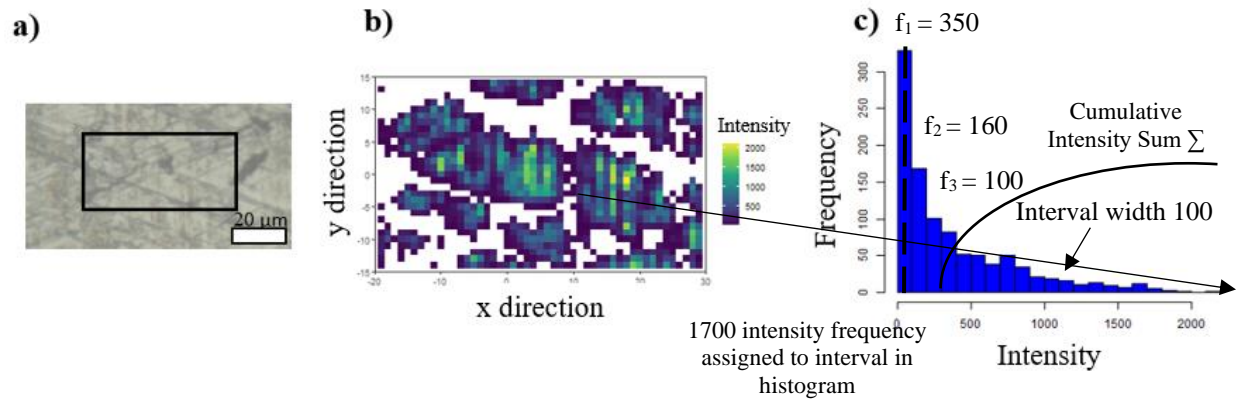 a)
20 µm
b)
y direction
15
10
5
0
-5
-10
-15
-20
-10
0
10
20
30
x direction
Intensity
2000
1500
1000
500
c)
f1 = 350
f2 = 160
f3 = 100
Cumulative
Intensity Sum ∑
Interval width 100
Frequency
300
250
200
150
100
50
0
0
500
1000
1500
2000
Intensity
1700 intensity frequency
assigned to interval in
histogram